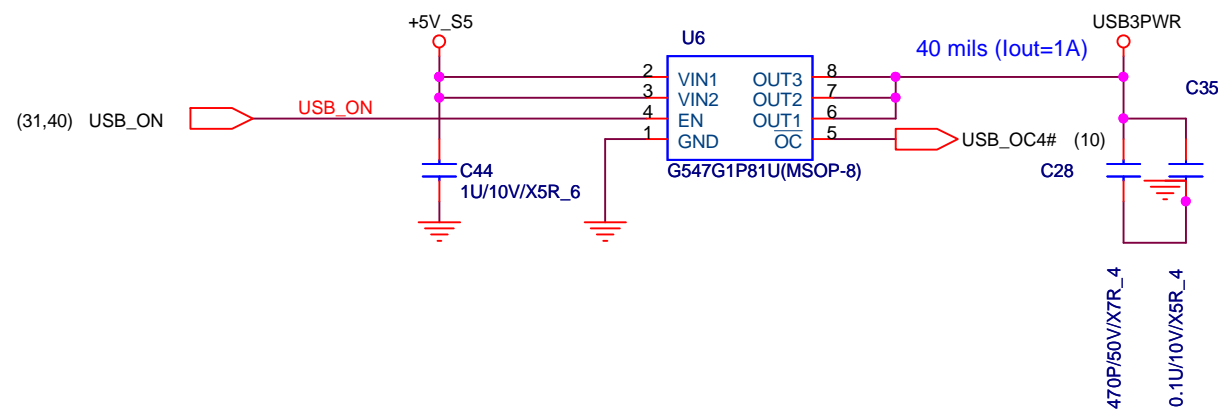 +5V_S5
USB3PWR
U6
40 mils (Iout=1A)
2 VIN1 OUT3 8
3 VIN2 OUT2 7
4 EN OUT1 6
1 GND OC 5
C35
(31,40) USB_ON
USB_ON
USB_OC4# (10)
C44
1U/10V/X5R_6
G547G1P81U(MSOP-8)
C28
470P/50V/X7R_4
0.1U/10V/X5R_4